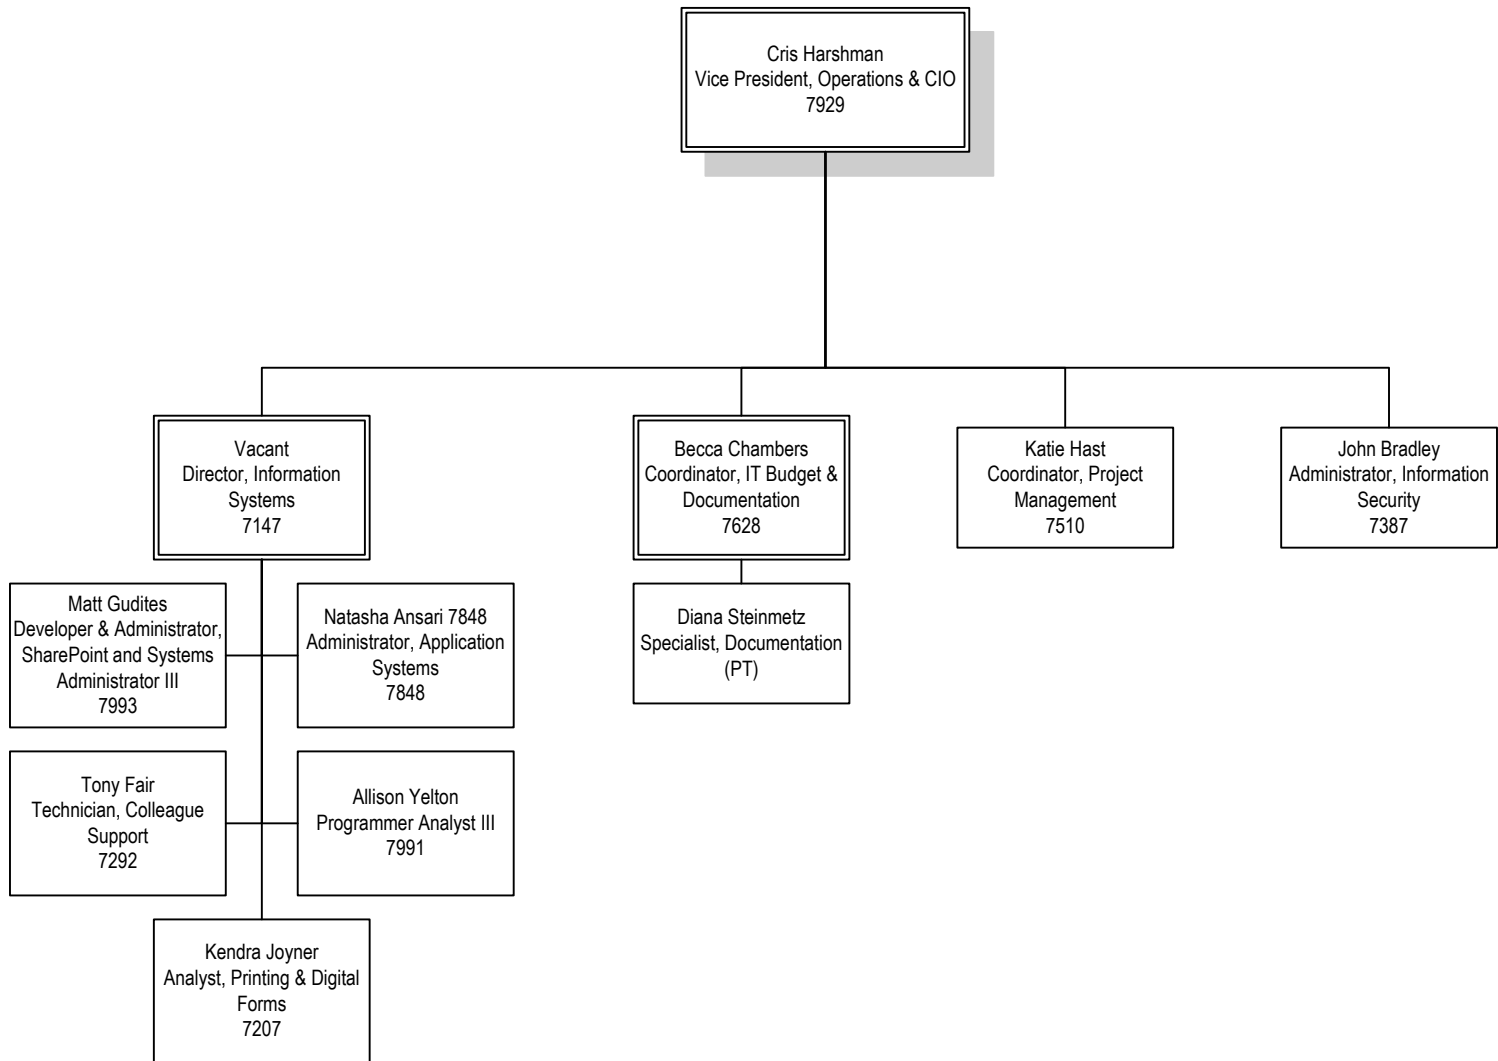 Cris Harshman
Vice President, Operations & CIO
7929
Vacant
Director, Information
Systems
7147
Becca Chambers
Coordinator, IT Budget &
Documentation
7628
Katie Hast
Coordinator, Project
Management
7510
John Bradley
Administrator, Information
Security
7387
Matt Gudites
Developer & Administrator,
SharePoint and Systems
Administrator III
7993
Natasha Ansari 7848
Administrator, Application
Systems
7848
Diana Steinmetz
Specialist, Documentation
(PT)
Tony Fair
Technician, Colleague
Support
7292
Allison Yelton
Programmer Analyst III
7991
Kendra Joyner
Analyst, Printing & Digital
Forms
7207